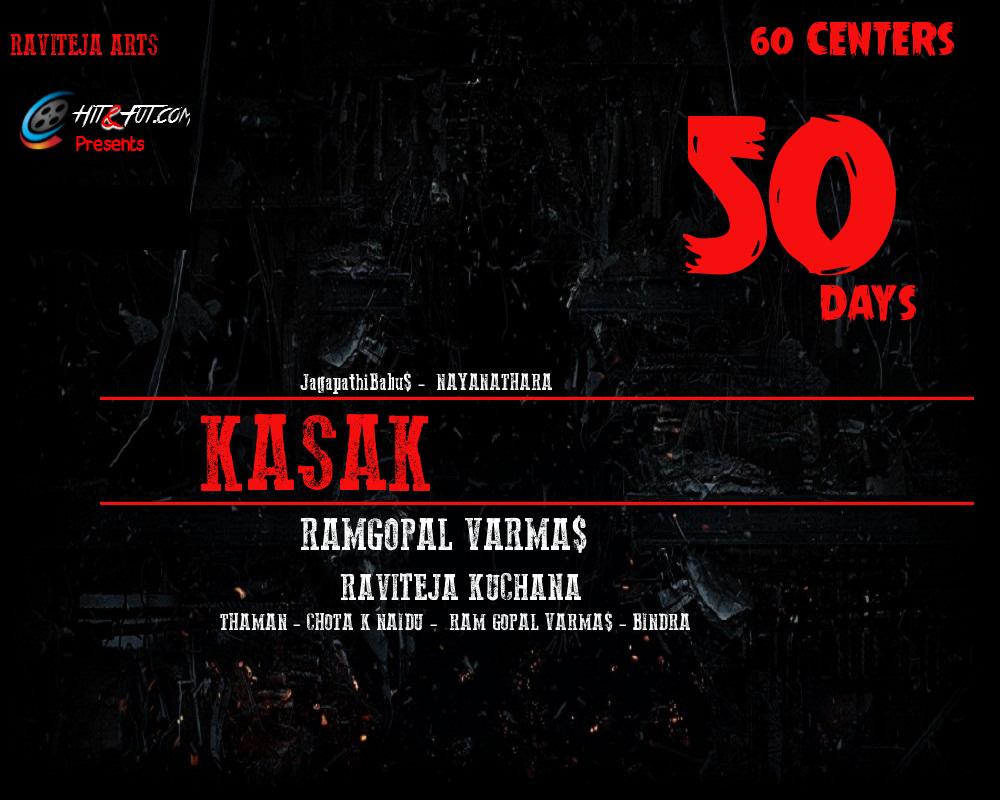 RAVITEJA ARTS
60 CENTERS
HIT&FUT.COM
Presents
50
DAYS
JagapathiBabu$ - NAYANATHARA
KASAK
RAMGOPAL VARMA$
RAVITEJA KUCHANA
THAMAN - CHOTA K NAIDU - RAM GOPAL VARMA$ - BINDRA